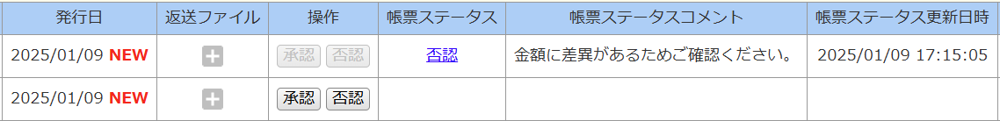 発行日 返送ファイル 操作 帳票ステータス 帳票ステータスコメント 帳票ステータス更新日時
2025/01/09 NEW 承認 否認 否認 金額に差異があるためご確認ください。 2025/01/09 17:15:05
2025/01/09 NEW 承認 否認